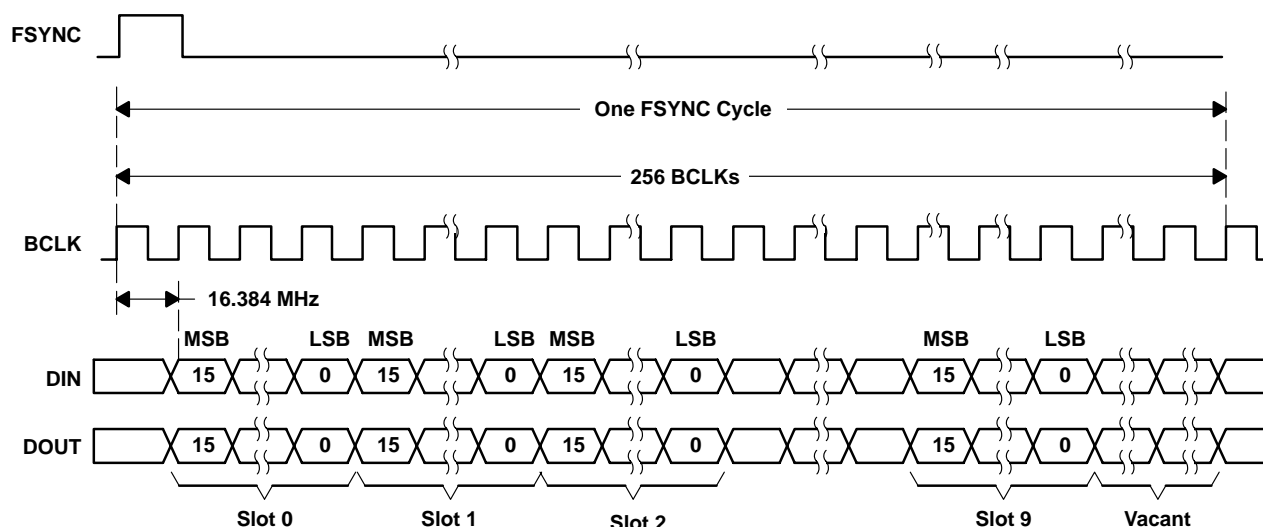 FSYNC
One FSYNC Cycle
256 BCLKs
BCLK
16.384 MHz
MSB LSB MSB LSB MSB LSB MSB LSB
DIN 15 0 15 0 15 0 15 0
DOUT 15 0 15 0 15 0 15 0
Slot 0 Slot 1 Slot 2 Slot 9 Vacant